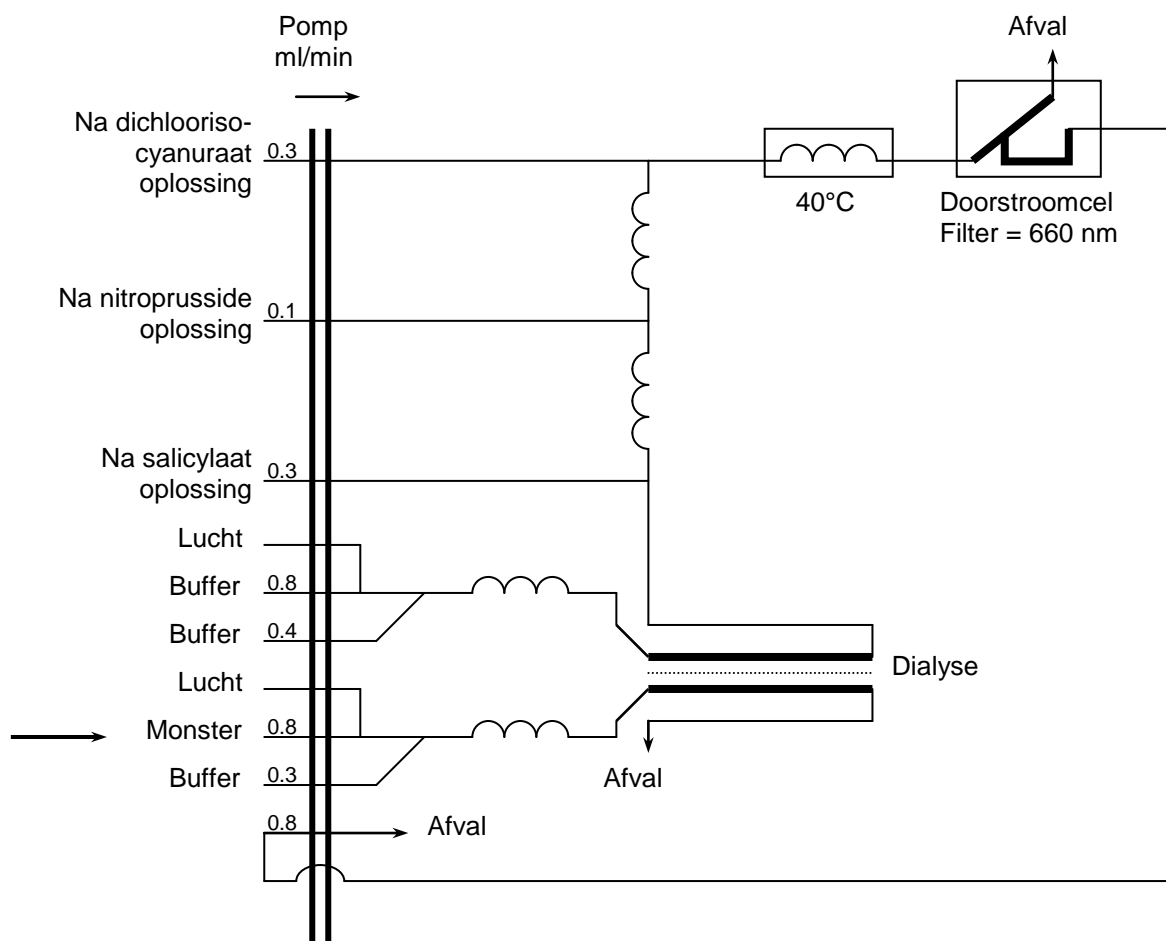 Pomp
ml/min
Afval
Na dichlooriso-
cyanuraat 0.3
oplossing
40°C
Doorstroomcel
Filter = 660 nm
Na nitroprusside
oplossing 0.1
Na salicylaat
oplossing 0.3
Lucht
Buffer 0.8
Buffer 0.4
Lucht
Dialyse
Monster 0.8
Buffer 0.3
Afval
0.8 Afval